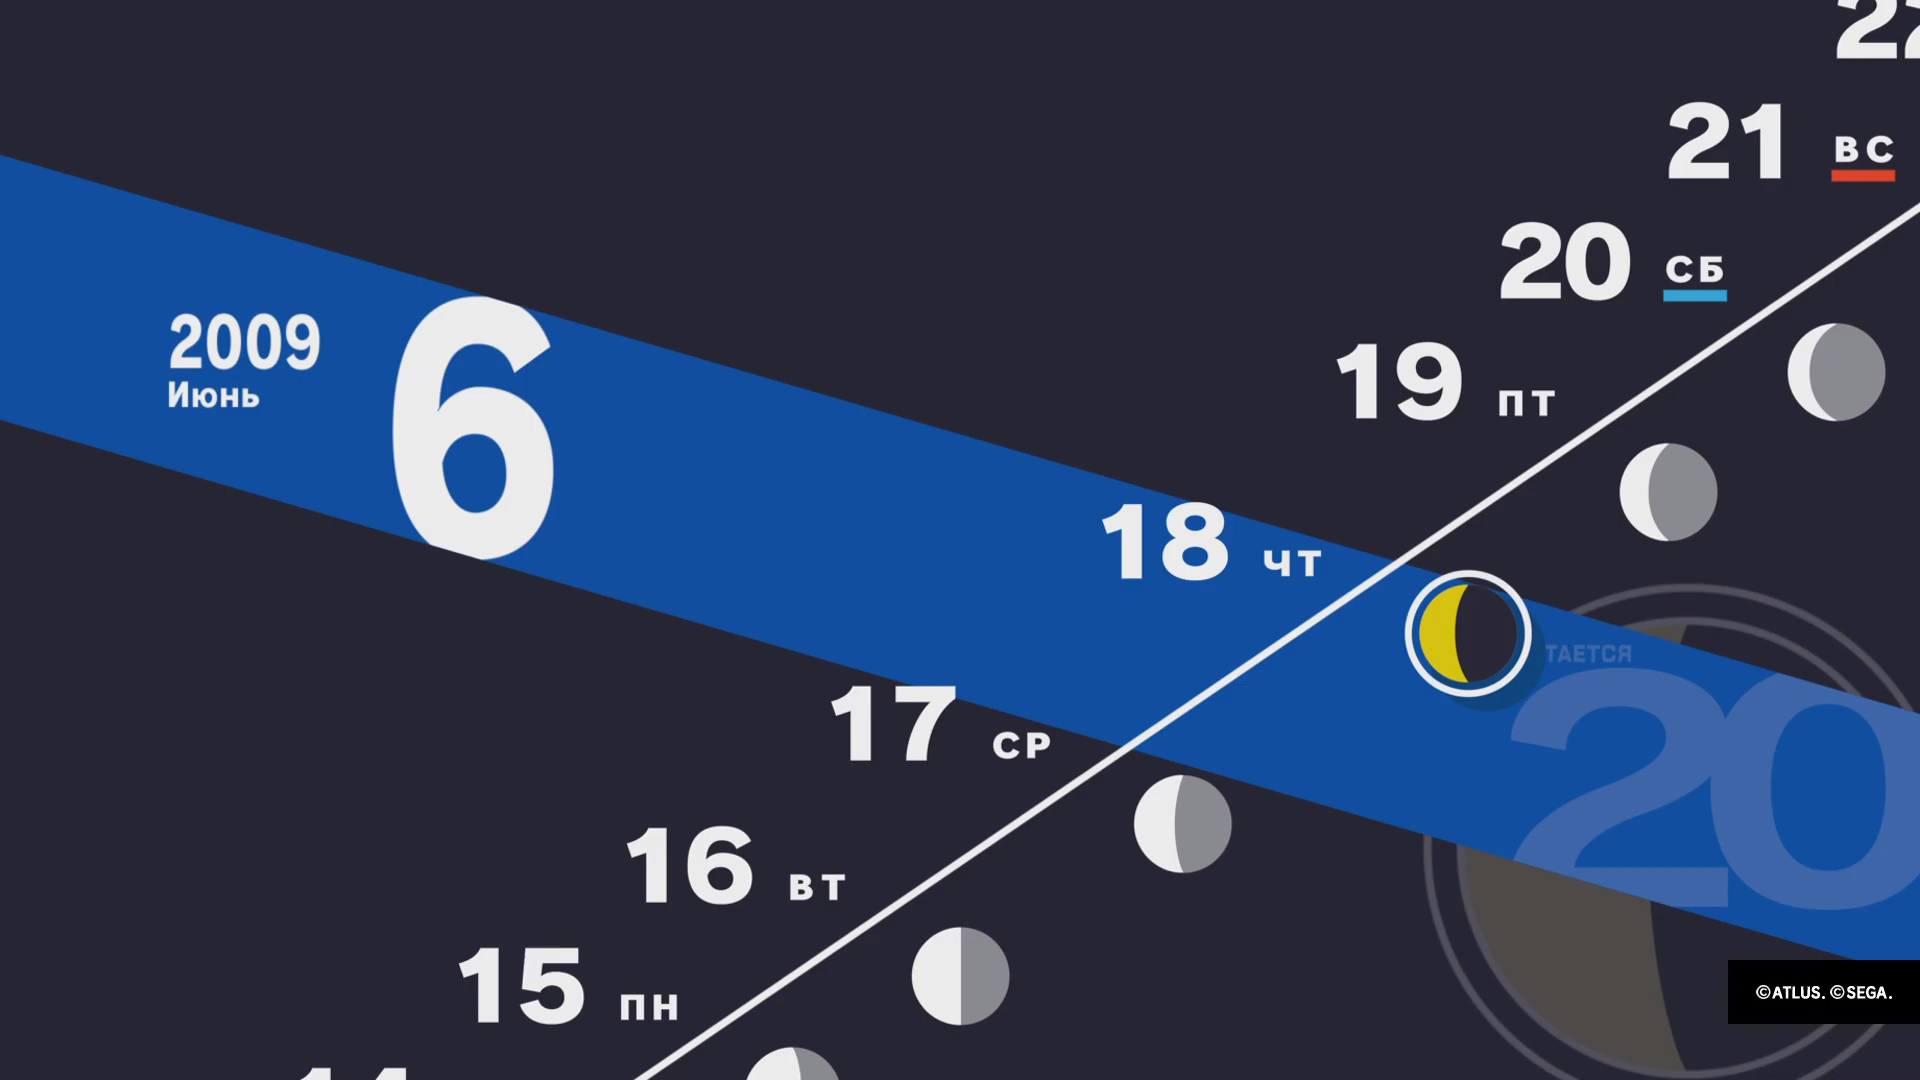 22
21 ВС
20 СБ
19 ПТ
2009
Июнь
6
18 ЧТ
ТАЕТСЯ
20
17 СР
16 ВТ
15 ПН
14
©ATLUS. ©SEGA.